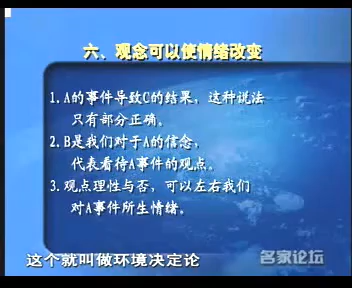 六、观念可以使情绪改变
1.A的事件导致C的结果，这种说法
只有部分正确。
2.B是我们对于A的信念，
代表看待A事件的观点。
3.观点理性与否，可以左右我们
对A事件所生情绪。
这个就叫做环境决定论
名家论坛